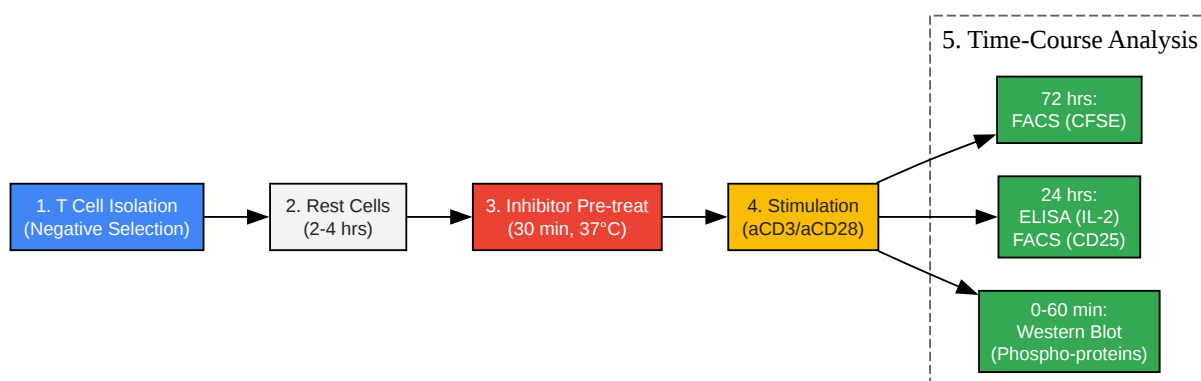 5. Time-Course Analysis
72 hrs:
FACS (CFSE)
1. T Cell Isolation
(Negative Selection)
2. Rest Cells
(2-4 hrs)
3. Inhibitor Pre-treat
(30 min, 37°C)
4. Stimulation
(aCD3/aCD28)
24 hrs:
ELISA (IL-2)
FACS (CD25)
0-60 min:
Western Blot
(Phospho-proteins)